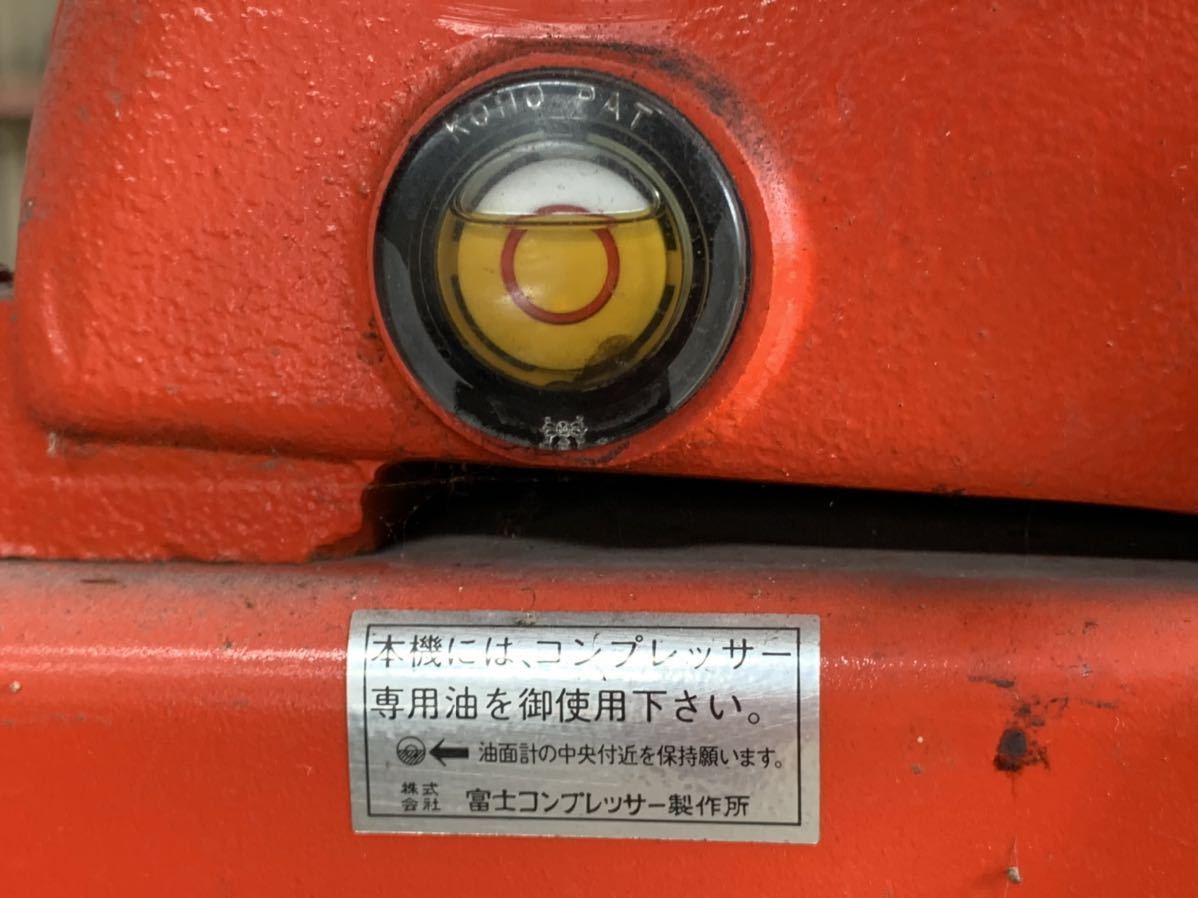 Kono PAT
本機には、コンプレッサー
専用油を御使用下さい。
油面計の中央付近を保持願います。
株式会社 富士コンプレッサー製作所